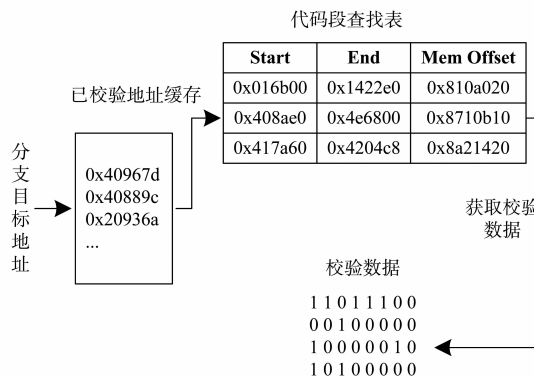 代码段查找表
Start End Mem Offset
0x016b00 0x1422e0 0x810a020
0x408ae0 0x4e6800 0x8710b10
0x417a60 0x4204c8 0x8a21420
已校验地址缓存
0x40967d
0x40889c
0x20936a
...
分支目标地址
获取校验
数据
校验数据
1 1 0 1 1 1 0 0
0 0 1 0 0 0 0 0
1 0 0 0 0 0 1 0
1 0 1 0 0 0 0 0